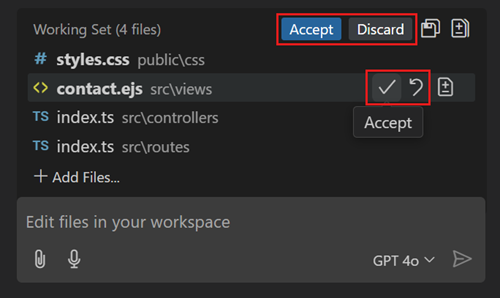 Working Set (4 files) Accept Discard
# styles.css public\css
<> contact.ejs src\views
Accept
TS index.ts src\controllers
TS index.ts src\routes
+ Add Files...
Edit files in your workspace
GPT 4o